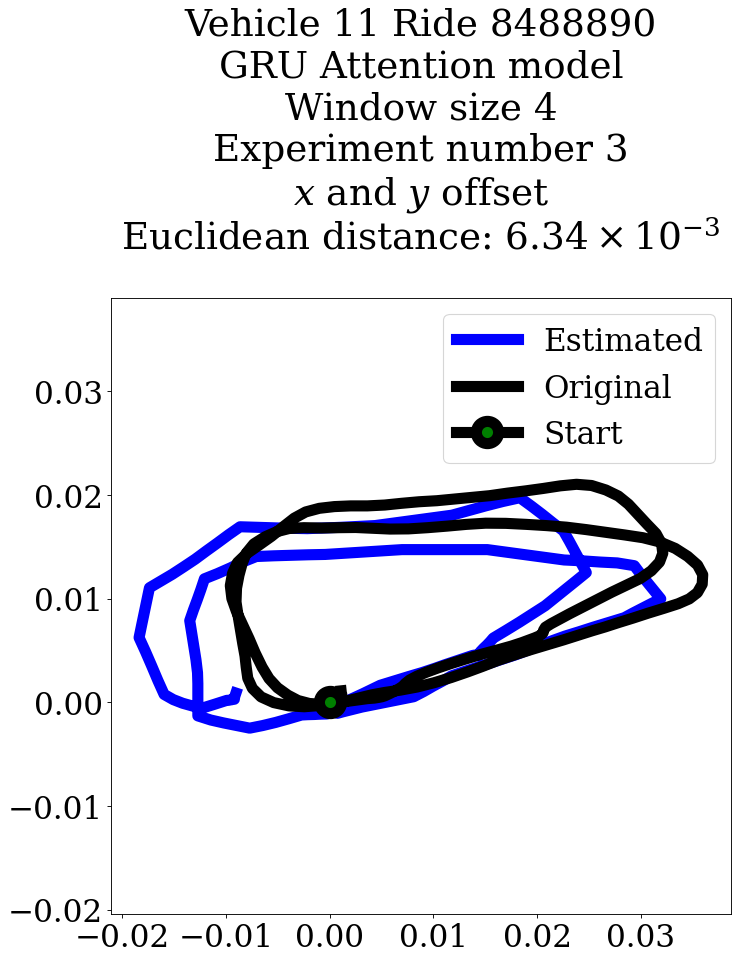 Vehicle 11 Ride 8488890
GRU Attention model
Window size 4
Experiment number 3
x and y offset
Euclidean distance: 6.34 × 10⁻³
Estimated
Original
Start
0.03
0.02
0.01
0.00
−0.01
−0.02
−0.02 −0.01 0.00 0.01 0.02 0.03